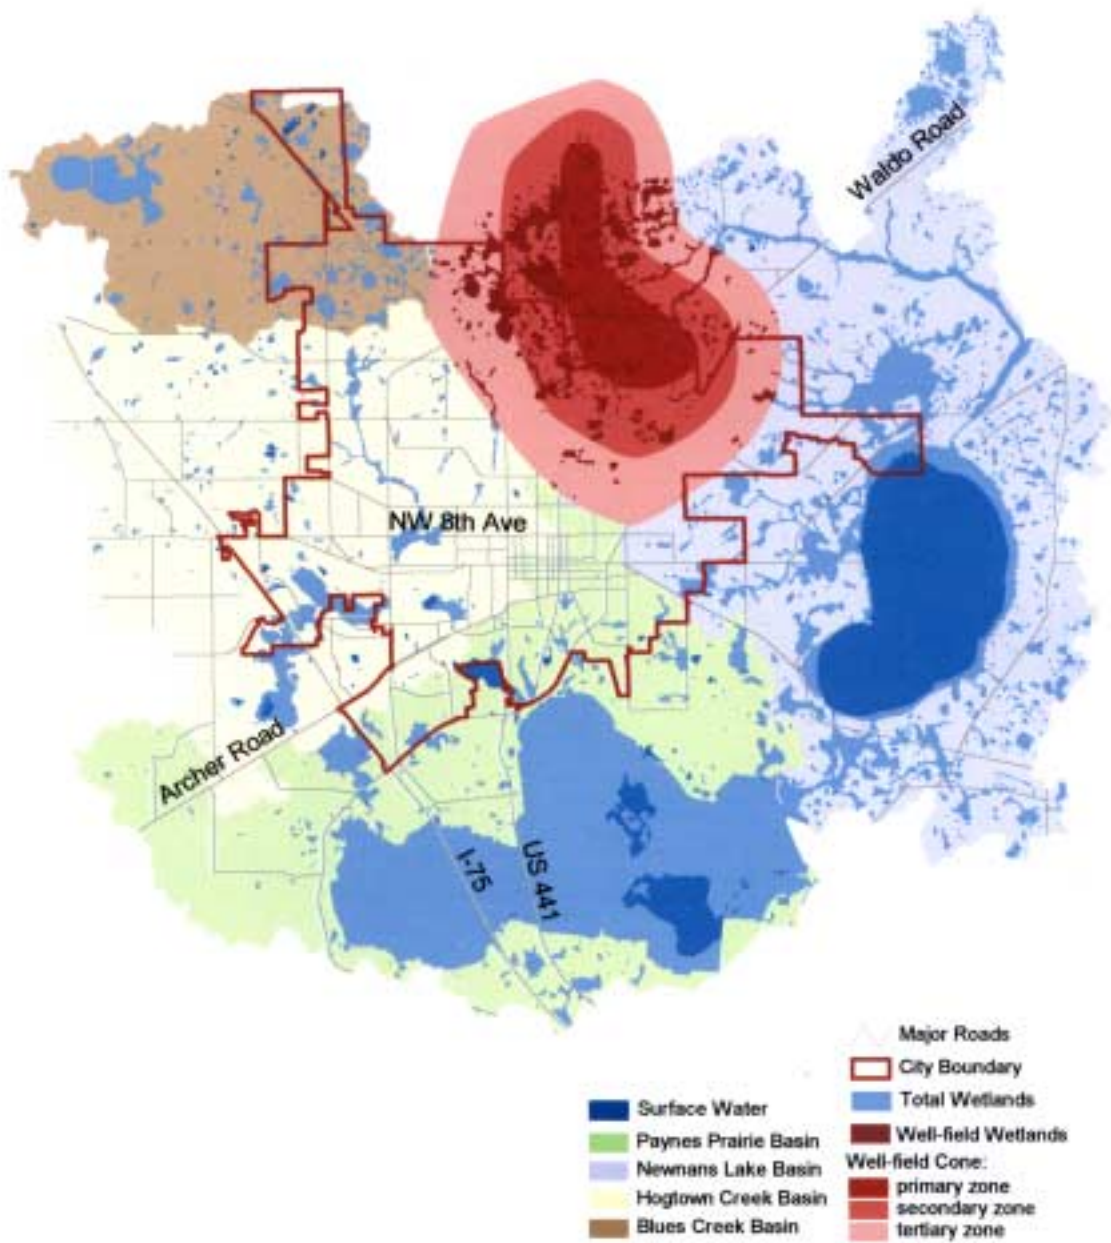 Waldo Road
NW 8th Ave
Archer Road
I-75
US 441
Major Roads
City Boundary
Total Wetlands
Well-field Wetlands
Well-field Cone:
primary zone
secondary zone
tertiary zone
Surface Water
Paynes Prairie Basin
Newnans Lake Basin
Hogtown Creek Basin
Blues Creek Basin